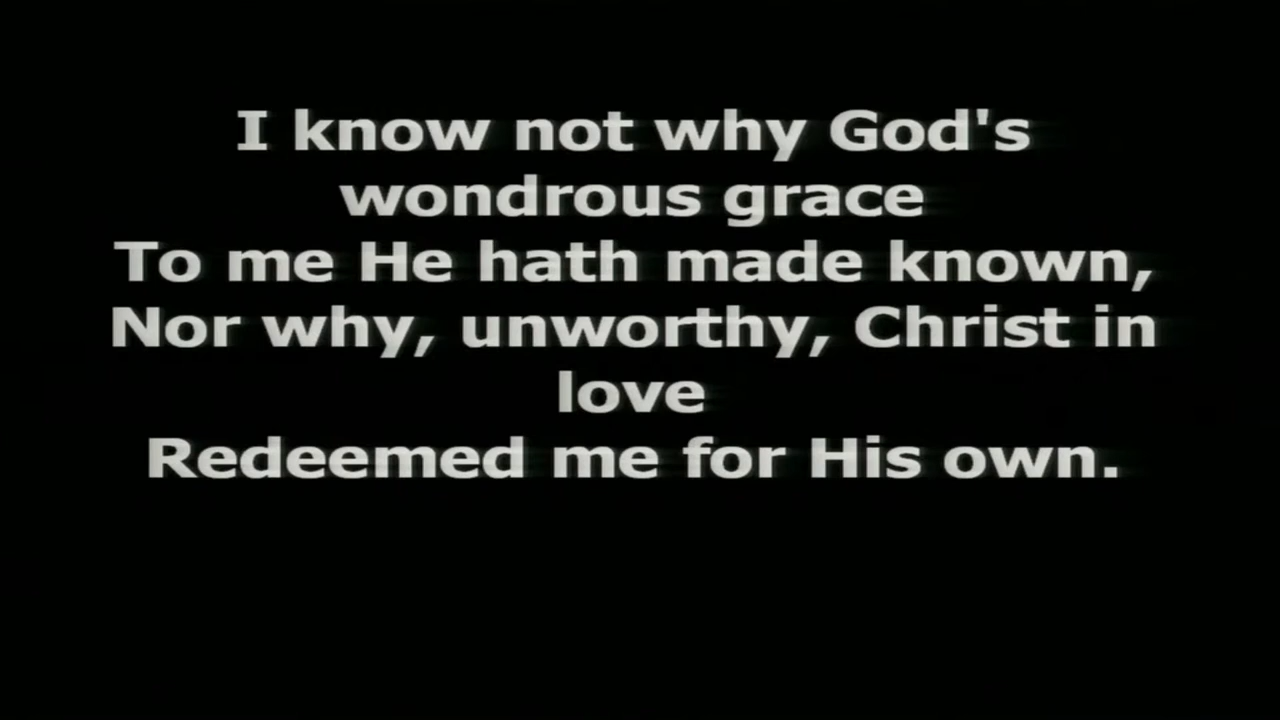 I know not why God's
wondrous grace
To me He hath made known,
Nor why, unworthy, Christ in
love
Redeemed me for His own.